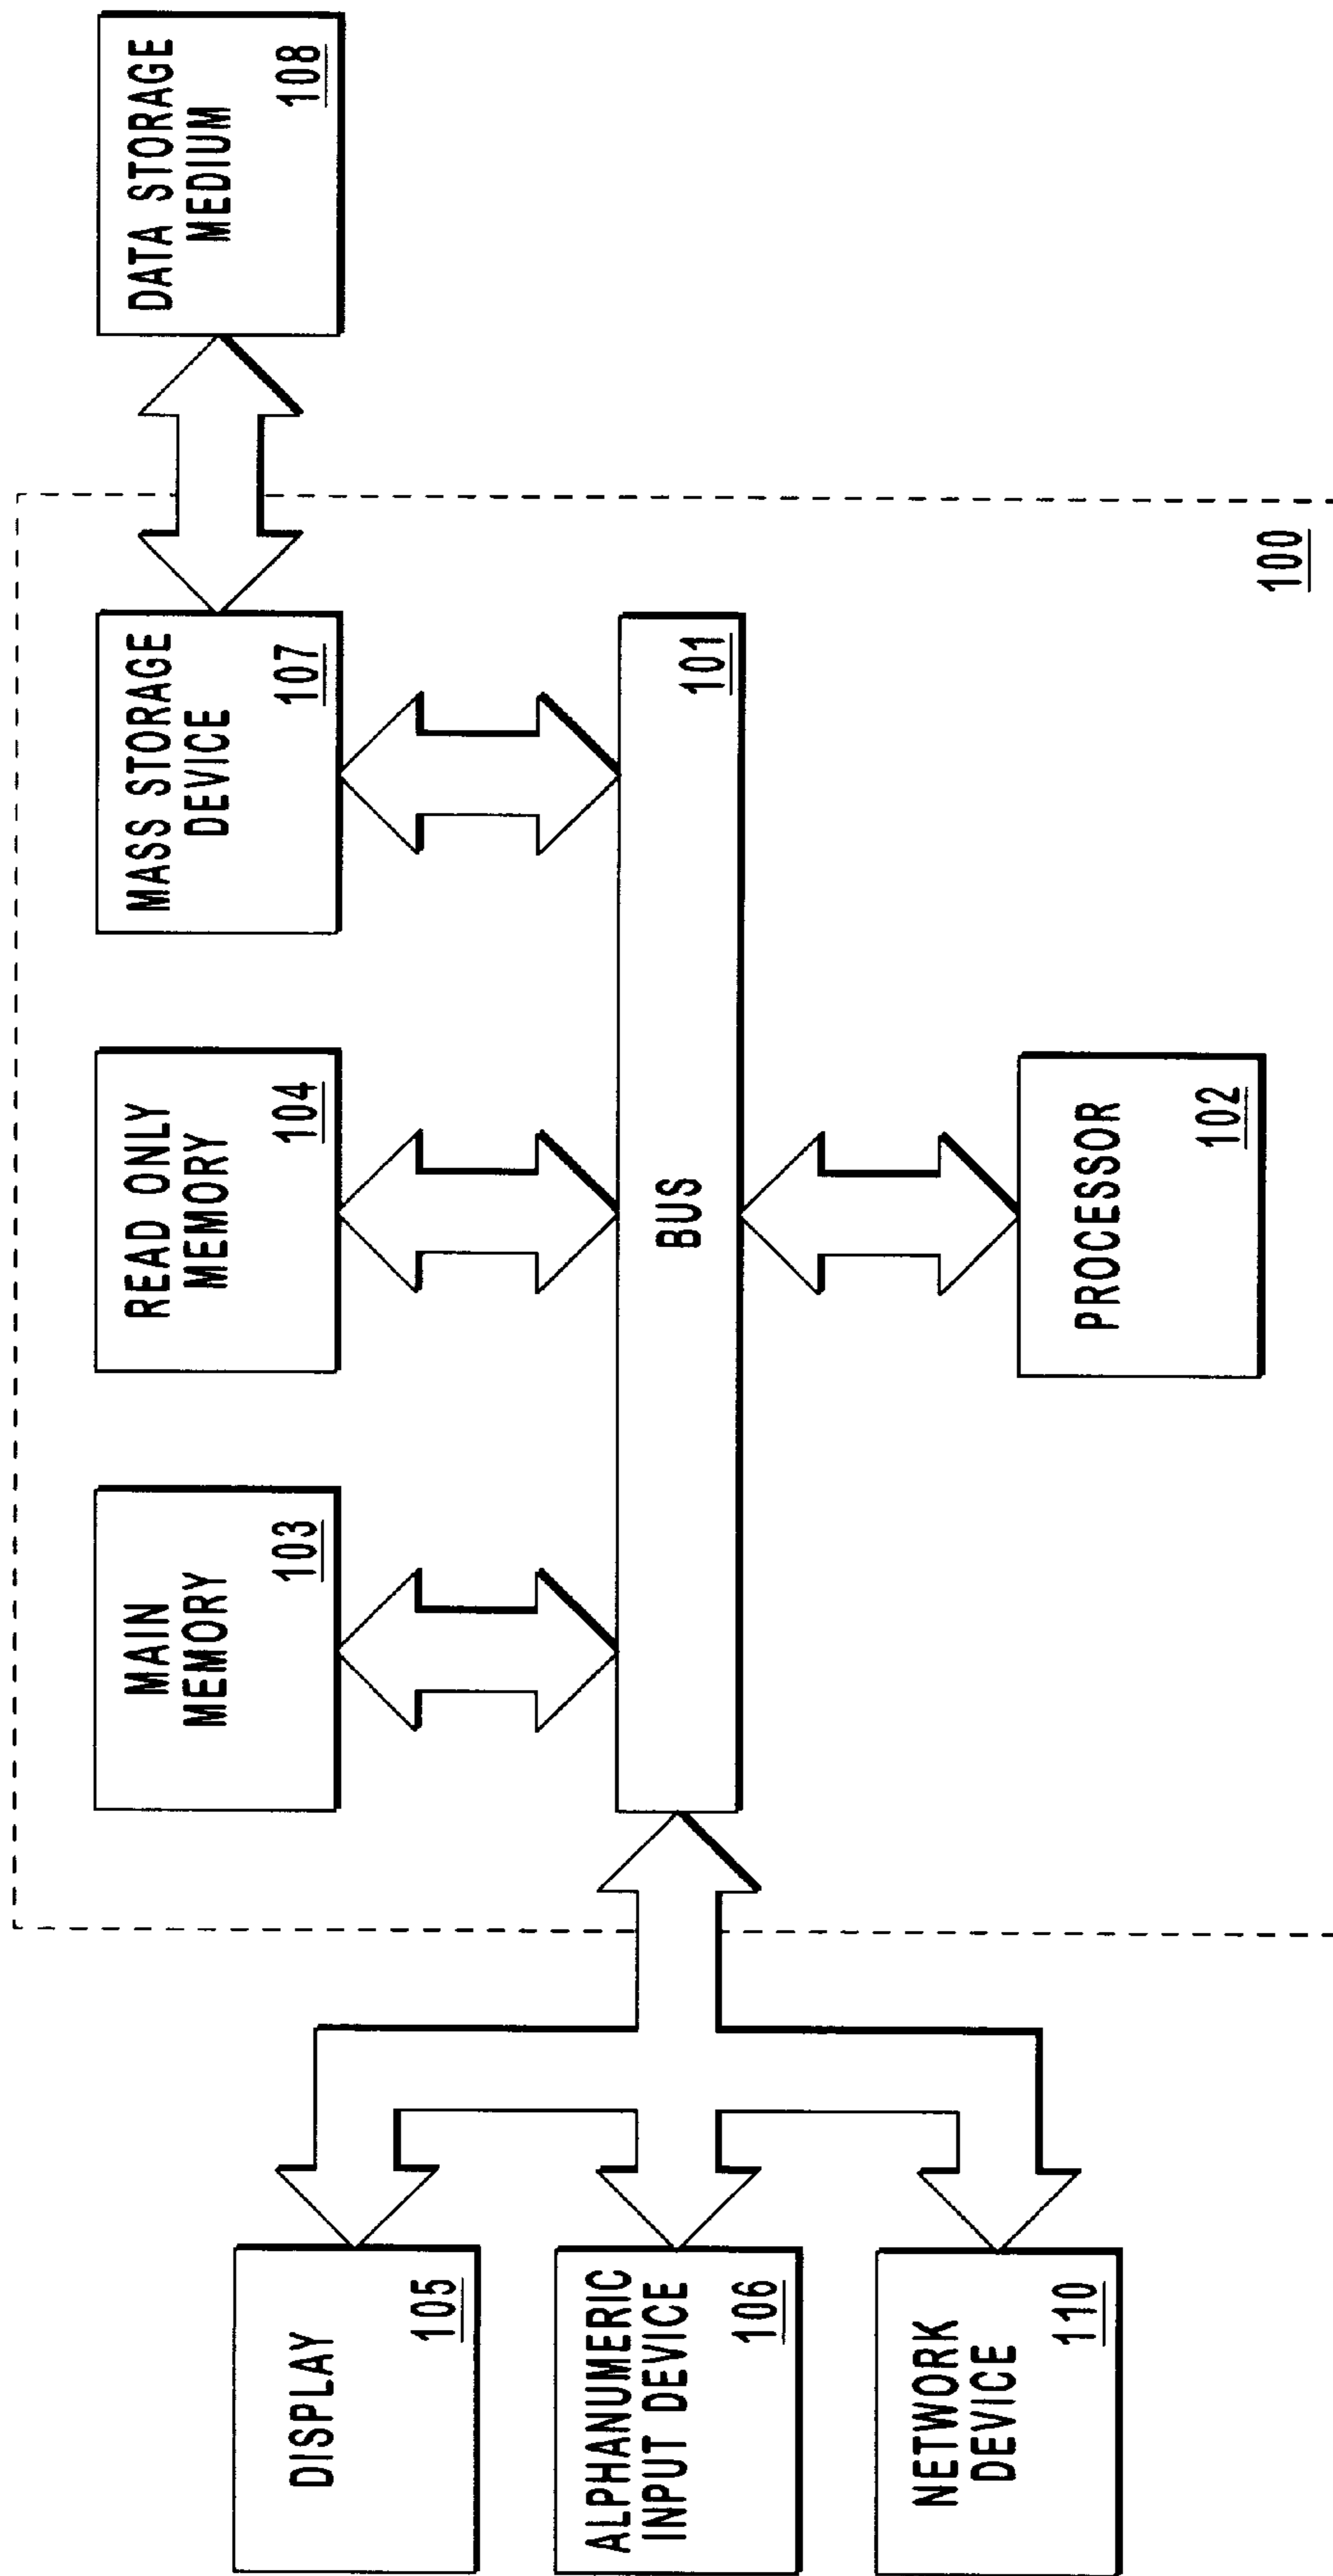 DISPLAY
105
ALPHANUMERIC
INPUT DEVICE
106
NETWORK
DEVICE
110
MAIN
MEMORY
103
READ ONLY
MEMORY
104
MASS STORAGE
DEVICE
107
DATA STORAGE
MEDIUM
108
BUS
101
PROCESSOR
102
100